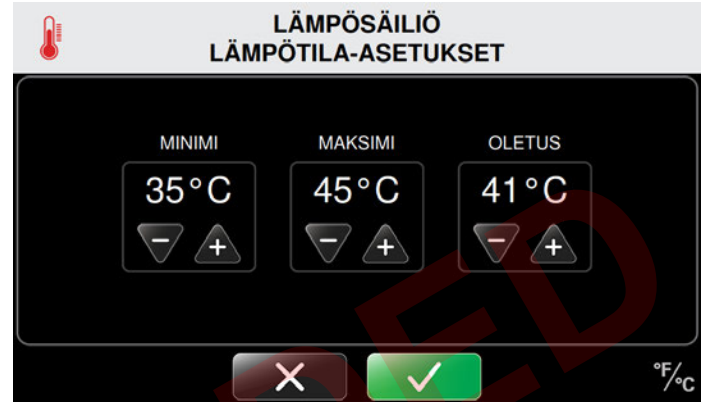 LÄMPÖSÄILIÖ
LÄMPÖTILA-ASETUKSET
MINIMI MAKSIMI OLETUS
35°C 45°C 41°C
- + - + - +
°F/°C